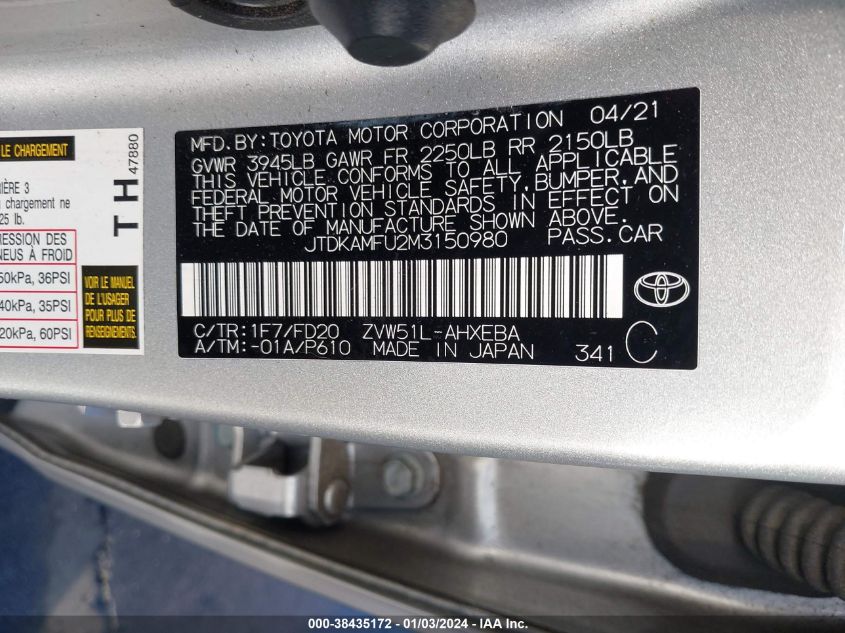 LE CHARGEMENT
IÈRE 3
chargement ne
25 lb.
MESSION DES
NEUS À FROID
50kPa, 36PSI
40kPa, 35PSI
20kPa, 60PSI
VOIR LE MANUEL
DE L'USAGER
POUR PLUS DE
RENSEIGNEMENTS.
TH
47880
MFD. BY: TOYOTA MOTOR CORPORATION 04/21
GVWR 3945LB GAWR FR 2250LB RR 2150LB
THIS VEHICLE CONFORMS TO ALL APPLICABLE
FEDERAL MOTOR VEHICLE SAFETY, BUMPER, AND
THEFT PREVENTION STANDARDS IN EFFECT ON
THE DATE OF MANUFACTURE SHOWN ABOVE.
JTDKAMFU2M3150980 PASS. CAR
C/TR: 1F7/FD20 ZVW51L-AHXEBA
A/TM: -01A/P610 MADE IN JAPAN 341 C
000-38435172 - 01/03/2024 - IAA Inc.